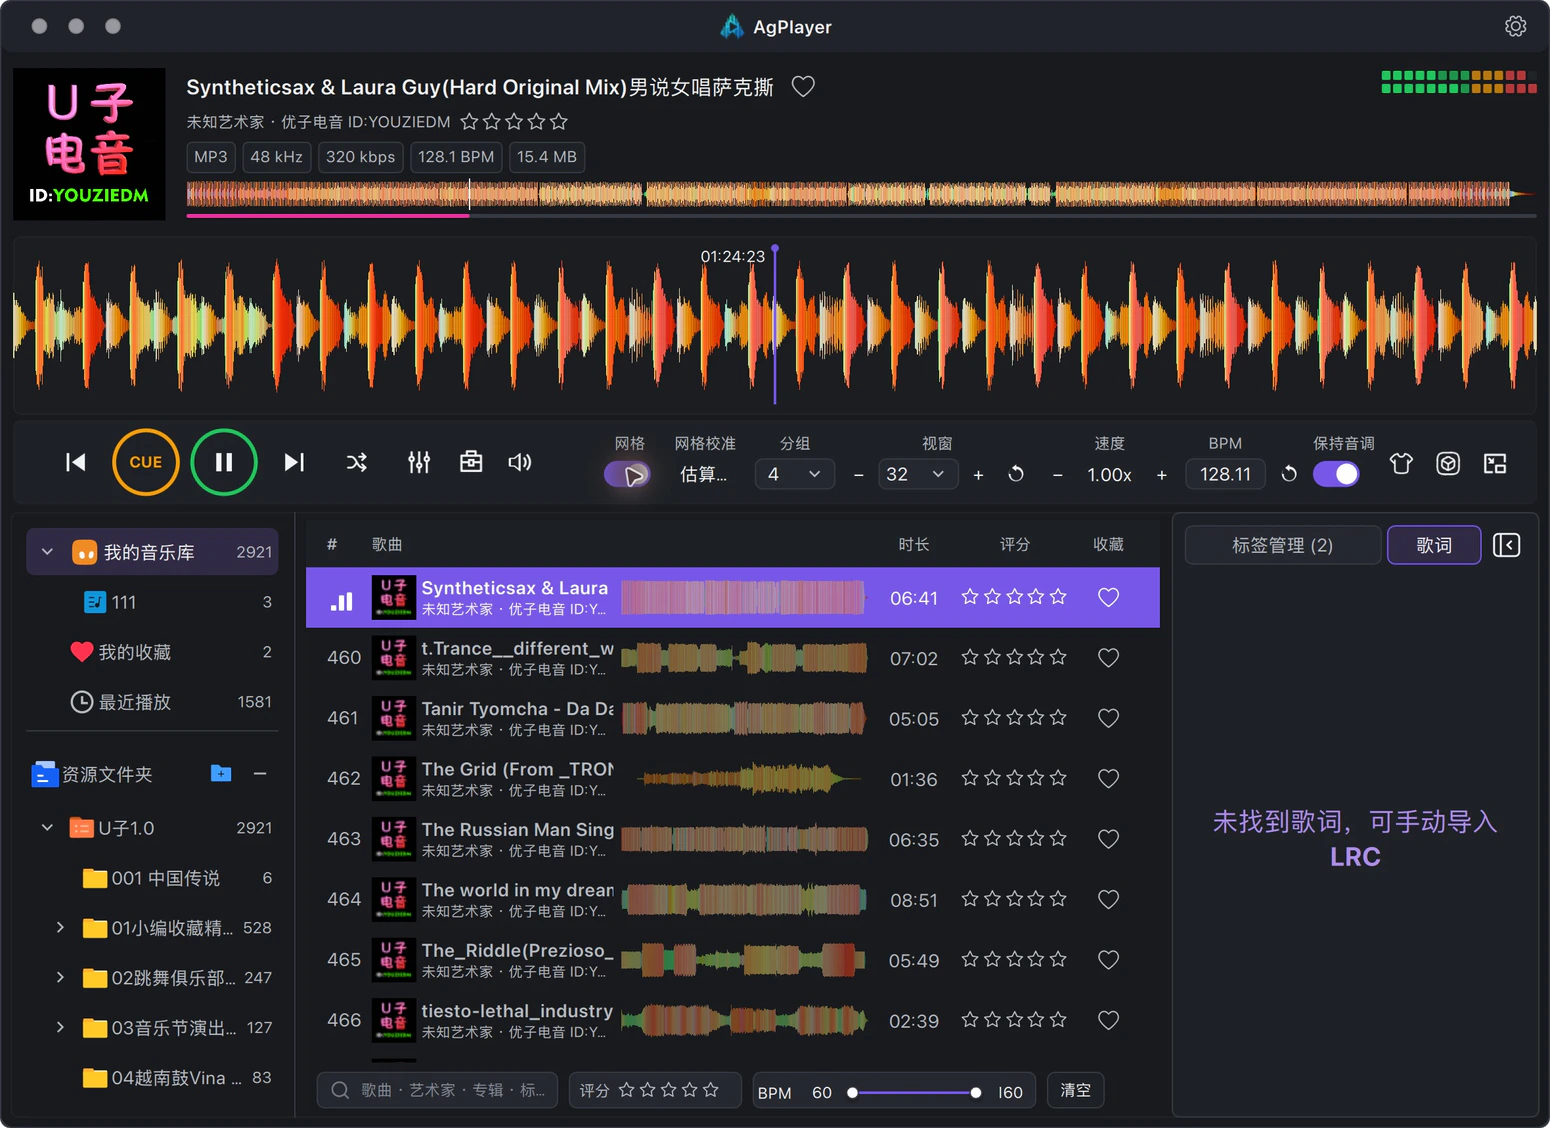 AgPlayer
U子
电音
ID:YOUZIEDM
Syntheticsax & Laura Guy(Hard Original Mix)男说女唱萨克撕
未知艺术家 · 优子电音 ID:YOUZIEDM
MP3 48 kHz 320 kbps 128.1 BPM 15.4 MB
01:24:23
网格 网格校准 分组 视窗 速度 BPM 保持音调
CUE 估算... 4 − 32 + − 1.00x + 128.11
我的音乐库 2921
111 3
我的收藏 2
最近播放 1581
资源文件夹
U子1.0 2921
001 中国传说 6
01小编收藏精... 528
02跳舞俱乐部... 247
03音乐节演出... 127
04越南鼓Vina ... 83
# 歌曲 时长 评分 收藏
Syntheticsax & Laura 06:41
未知艺术家 · 优子电音 ID:Y...
460 t.Trance__different_w 07:02
未知艺术家 · 优子电音 ID:Y...
461 Tanir Tyomcha - Da Da 05:05
未知艺术家 · 优子电音 ID:Y...
462 The Grid (From _TRON 01:36
未知艺术家 · 优子电音 ID:Y...
463 The Russian Man Sing 06:35
未知艺术家 · 优子电音 ID:Y...
464 The world in my drean 08:51
未知艺术家 · 优子电音 ID:Y...
465 The_Riddle(Prezioso_ 05:49
未知艺术家 · 优子电音 ID:Y...
466 tiesto-lethal_industry 02:39
未知艺术家 · 优子电音 ID:Y...
歌曲 · 艺术家 · 专辑 · 标... 评分 BPM 60 160 清空
标签管理 (2) 歌词
未找到歌词，可手动导入
LRC